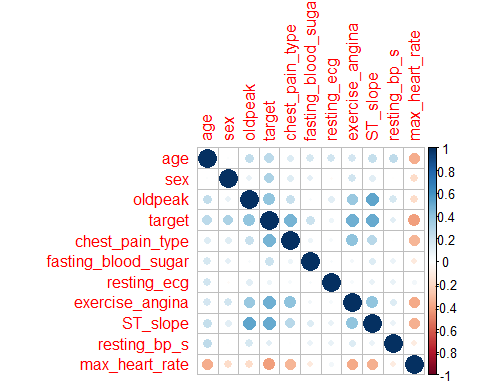 age
sex
oldpeak
target
chest_pain_type
fasting_blood_sugar
resting_ecg
exercise_angina
ST_slope
resting_bp_s
max_heart_rate
age
sex
oldpeak
target
chest_pain_type
fasting_blood_sugar
resting_ecg
exercise_angina
ST_slope
resting_bp_s
max_heart_rate
1
0.8
0.6
0.4
0.2
0
-0.2
-0.4
-0.6
-0.8
-1